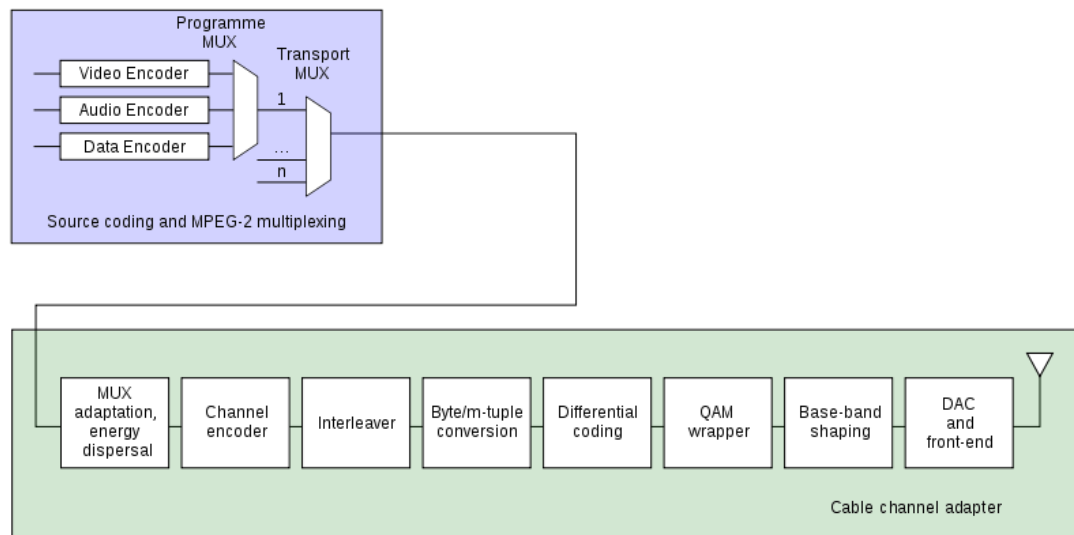 Programme
MUX
Transport
MUX
Video Encoder
Audio Encoder
Data Encoder
1
...
n
Source coding and MPEG-2 multiplexing
MUX
adaptation,
energy
dispersal
Channel
encoder
Interleaver
Byte/m-tuple
conversion
Differential
coding
QAM
wrapper
Base-band
shaping
DAC
and
front-end
Cable channel adapter